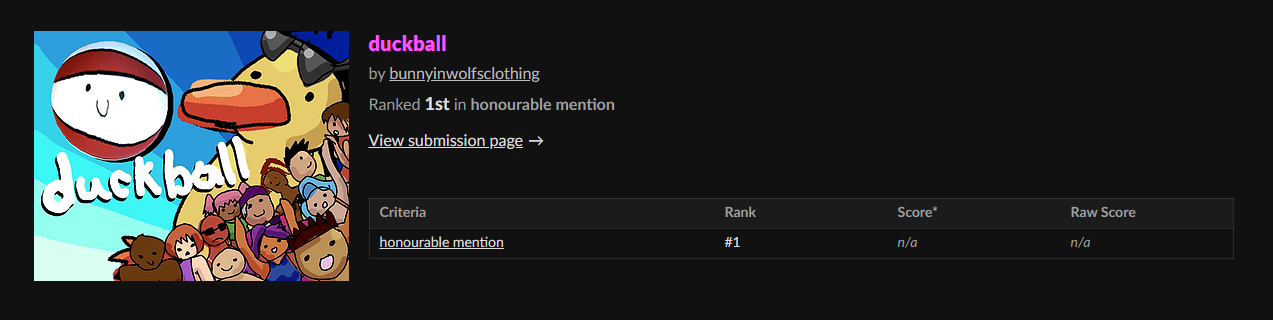 duckball
duckball
by bunnyinwolfsclothing
Ranked 1st in honourable mention
View submission page →
Criteria Rank Score* Raw Score
honourable mention #1 n/a n/a